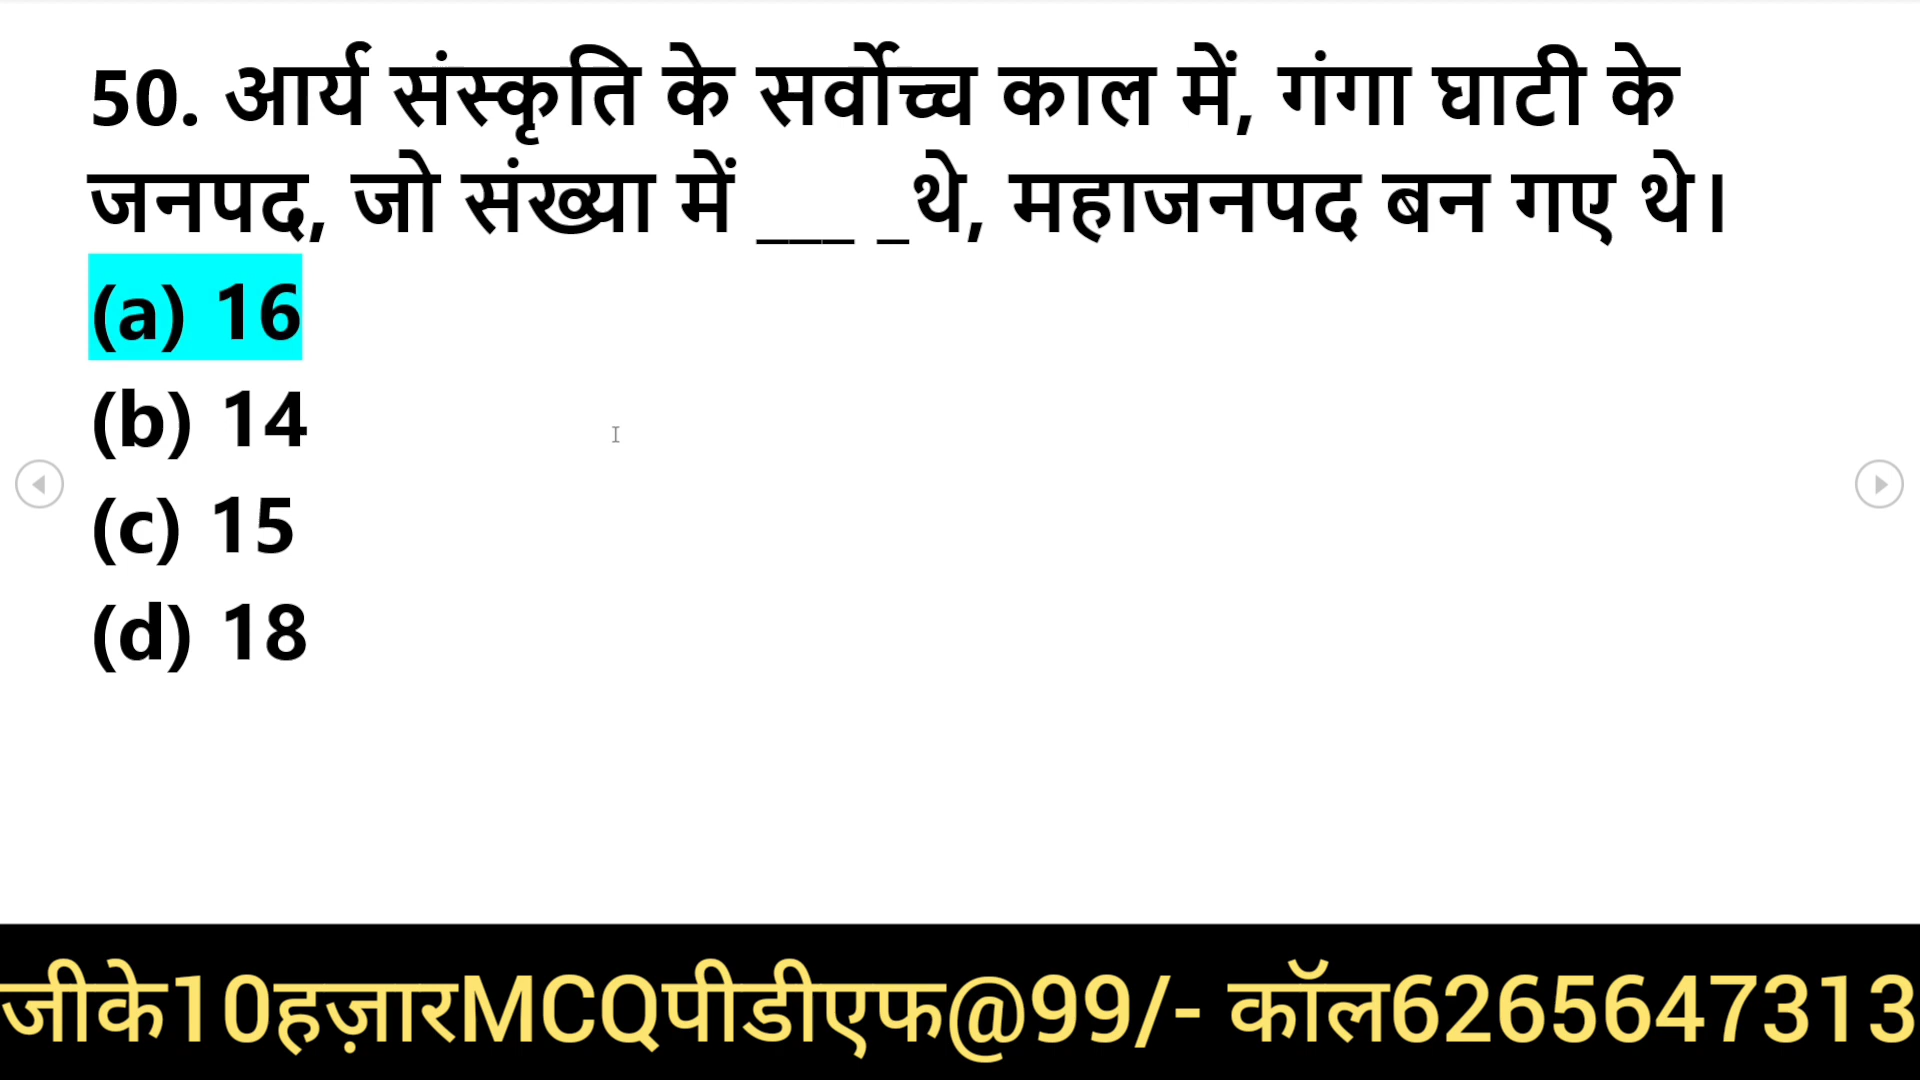 50. आर्य संस्कृति के सर्वोच्च काल में, गंगा घाटी के
जनपद, जो संख्या में ___ _थे, महाजनपद बन गए थे।
(a) 16
(b) 14
(c) 15
(d) 18
जीके10हज़ारMCQपीडीएफ@99/- कॉल6265647313